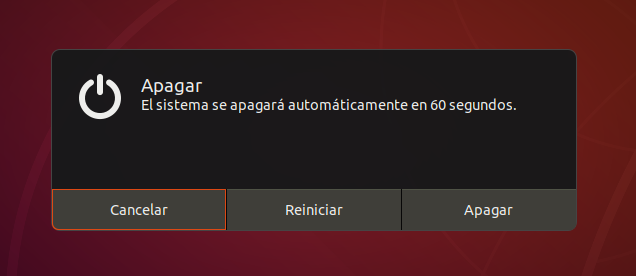 Apagar
El sistema se apagará automáticamente en 60 segundos.
Cancelar
Reiniciar
Apagar